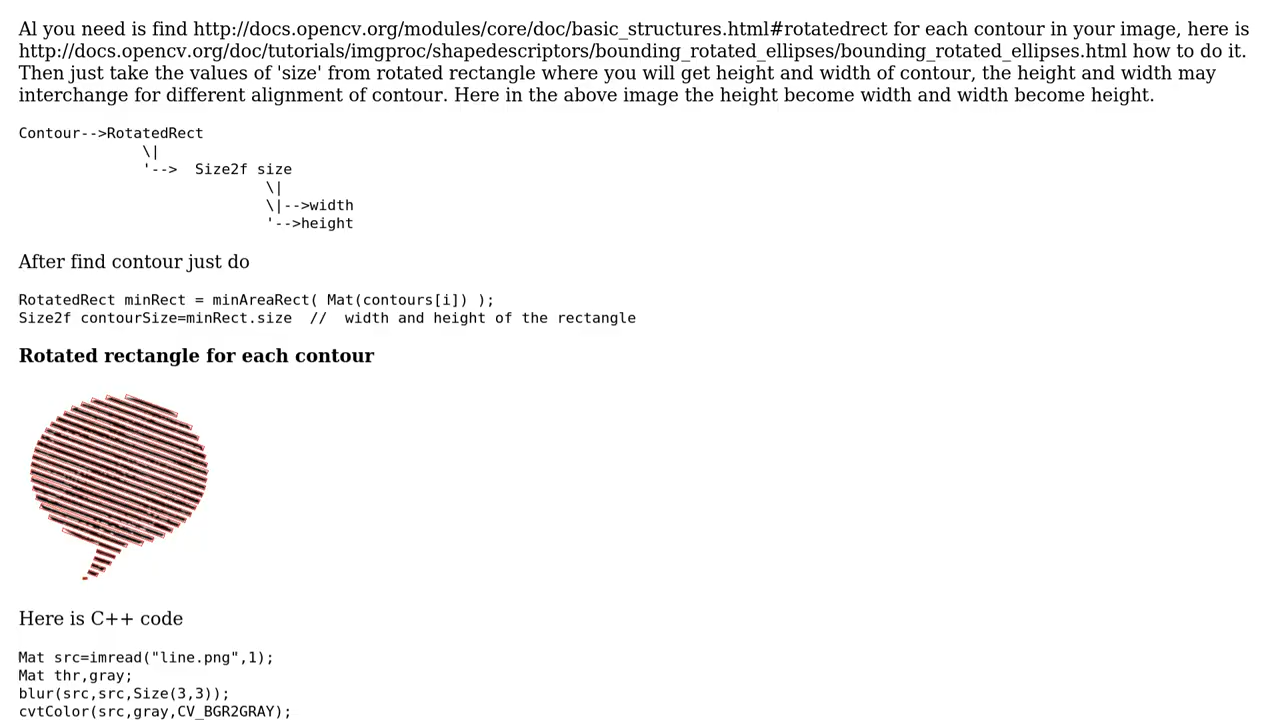 Al you need is find http://docs.opencv.org/modules/core/doc/basic_structures.html#rotatedrect for each contour in your image, here is
http://docs.opencv.org/doc/tutorials/imgproc/shapedescriptors/bounding_rotated_ellipses/bounding_rotated_ellipses.html how to do it.
Then just take the values of 'size' from rotated rectangle where you will get height and width of contour, the height and width may
interchange for different alignment of contour. Here in the above image the height become width and width become height.
Contour-->RotatedRect
              \|
              '-->  Size2f size
                            \|
                            \|-->width
                            '-->height
After find contour just do
RotatedRect minRect = minAreaRect( Mat(contours[i]) );
Size2f contourSize=minRect.size  //  width and height of the rectangle
Rotated rectangle for each contour
Here is C++ code
Mat src=imread("line.png",1);
Mat thr,gray;
blur(src,src,Size(3,3));
cvtColor(src,gray,CV_BGR2GRAY);